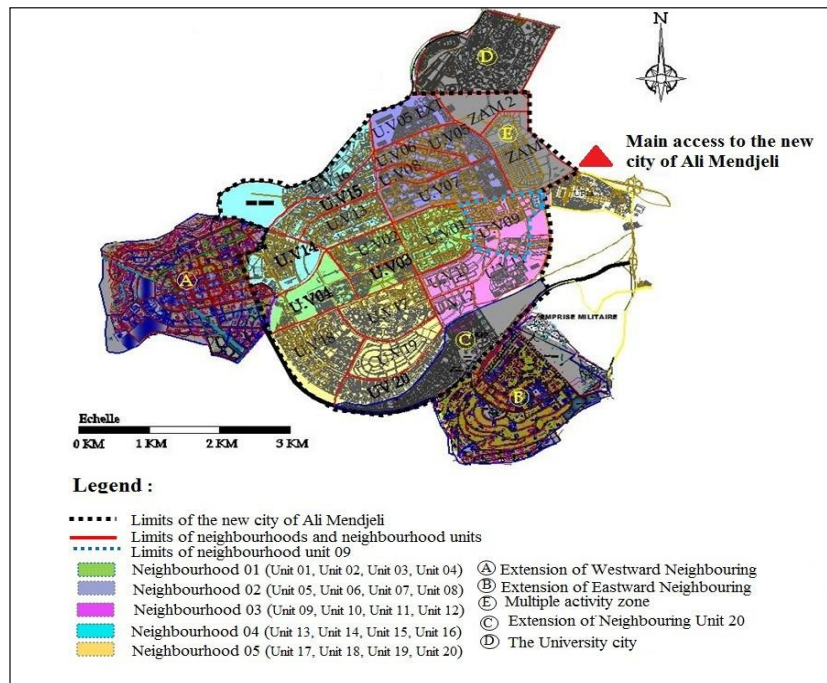 N
D
U.V05 EXT
ZAM 2
E
U.V05
U.V06
ZAM
Main access to the new
city of Ali Mendjeli
U.V08
U.V16
U.V15
U.V07
U.V13
U.V09
U.V02
U.V01
U.V14
A
U.V03
U.V04
U.V17
EMPRISE MILITAIRE
U.V18
C
U.V19
U.V 20
B
Echelle
0 KM 1 KM 2 KM 3 KM
Legend :
Limits of the new city of Ali Mendjeli
Limits of neighbourhoods and neighbourhood units
Limits of neighbourhood unit 09
Neighbourhood 01 (Unit 01, Unit 02, Unit 03, Unit 04)
Neighbourhood 02 (Unit 05, Unit 06, Unit 07, Unit 08)
Neighbourhood 03 (Unit 09, Unit 10, Unit 11, Unit 12)
Neighbourhood 04 (Unit 13, Unit 14, Unit 15, Unit 16)
Neighbourhood 05 (Unit 17, Unit 18, Unit 19, Unit 20)
A Extension of Westward Neighbouring
B Extension of Eastward Neighbouring
E Multiple activity zone
C Extension of Neighbouring Unit 20
D The University city